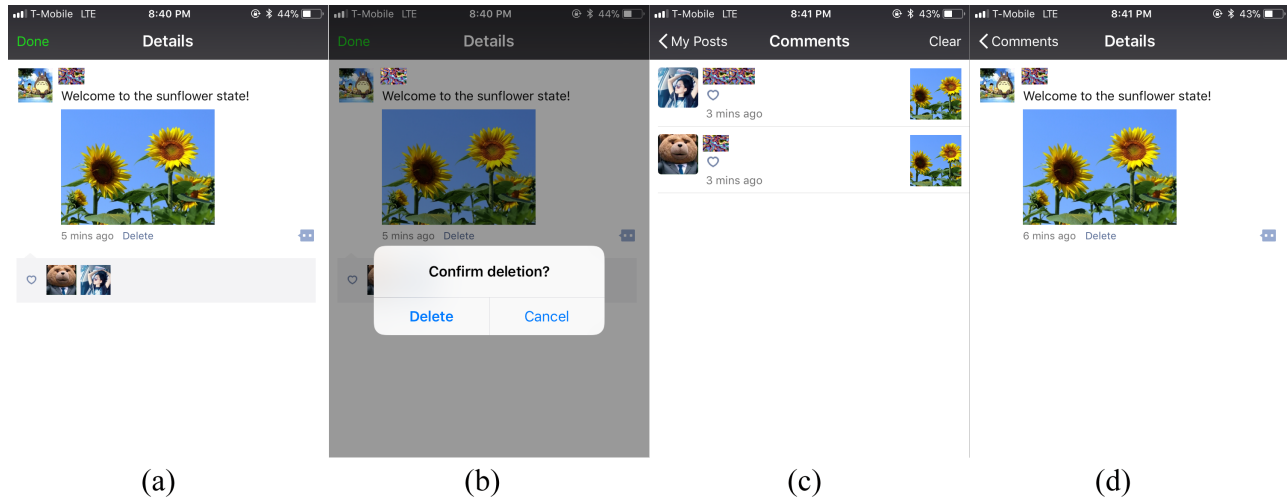 T-Mobile LTE 8:40 PM 44%
Done Details
Welcome to the sunflower state!
5 mins ago Delete
(a)
T-Mobile LTE 8:40 PM 44%
Done Details
Welcome to the sunflower state!
5 mins ago Delete
Confirm deletion?
Delete Cancel
(b)
T-Mobile LTE 8:41 PM 43%
My Posts Comments Clear
3 mins ago
3 mins ago
(c)
T-Mobile LTE 8:41 PM 43%
Comments Details
Welcome to the sunflower state!
6 mins ago Delete
(d)